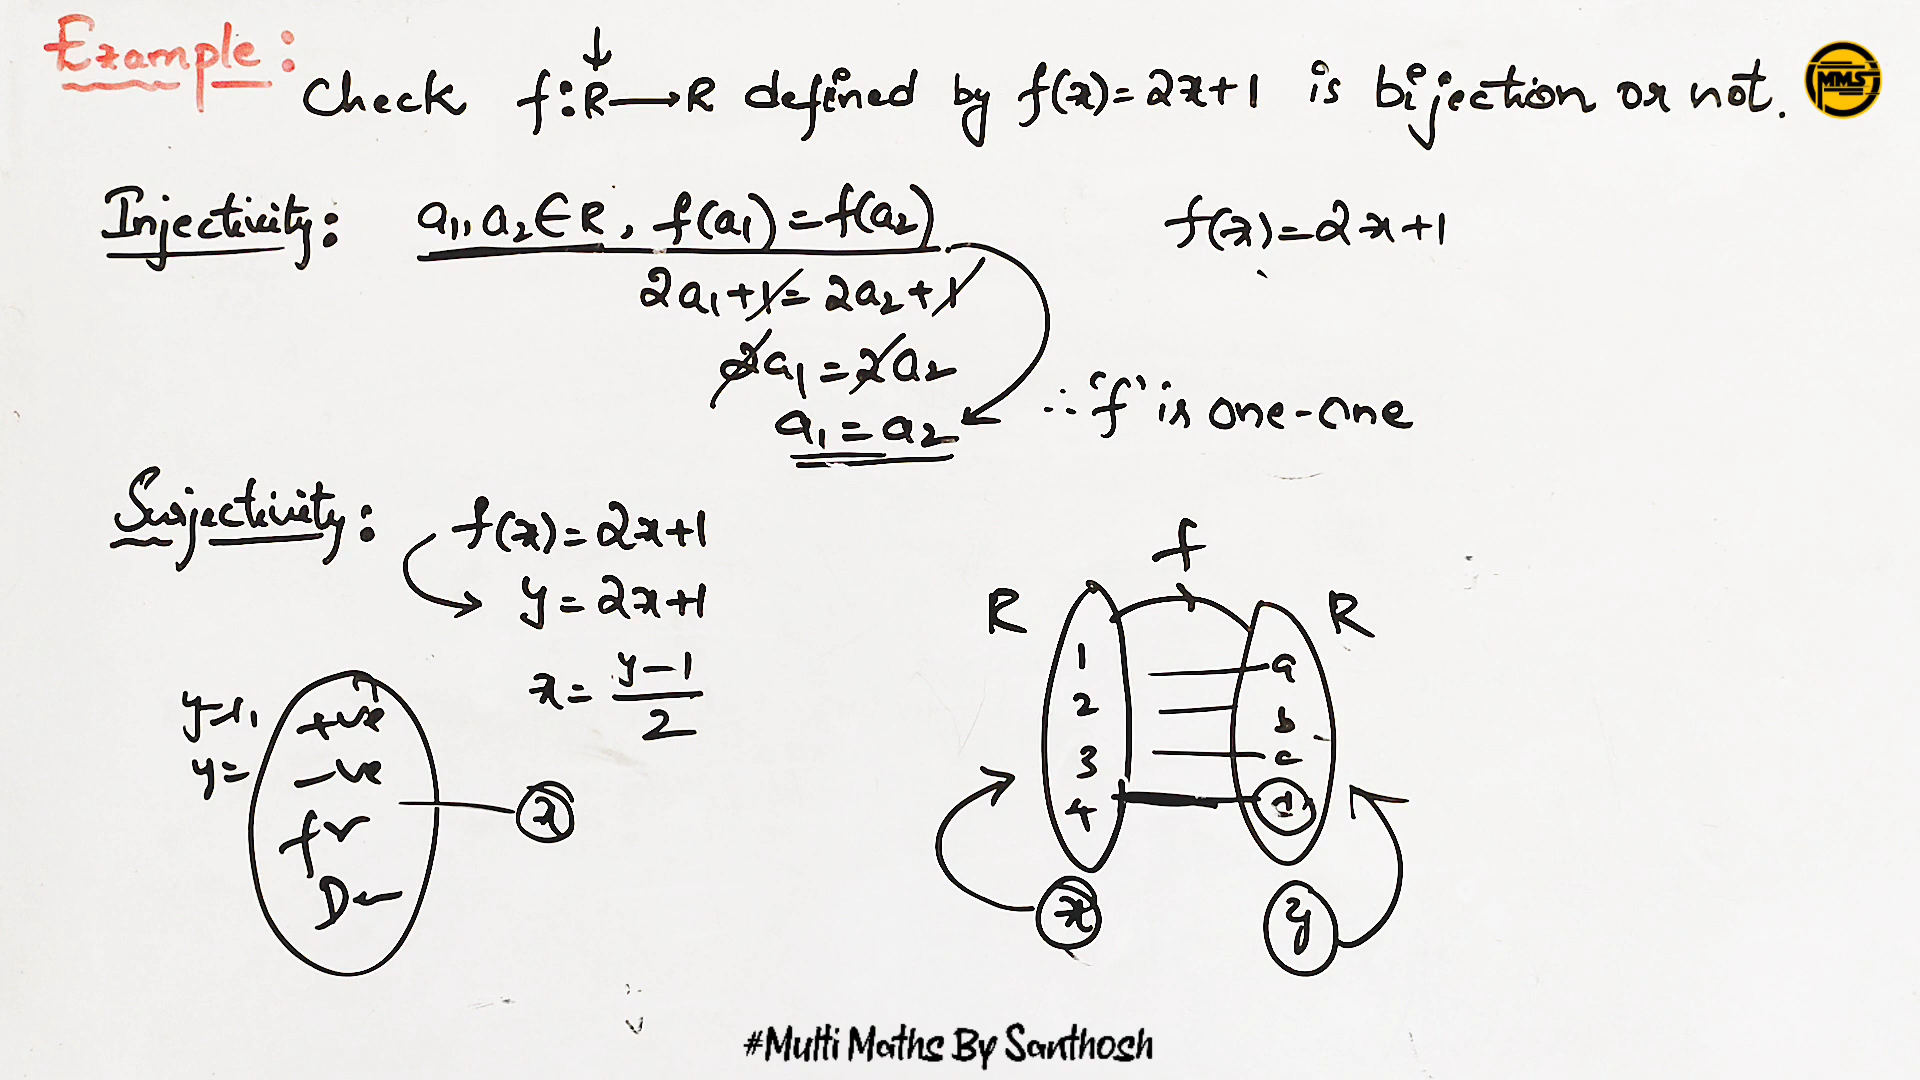 Example:
Check f:R→R defined by f(x)=2x+1 is bijection or not.
MMS
Injectivity: a₁, a₂∈R, f(a₁)=f(a₂)
f(x)=2x+1
2a₁+1=2a₂+1
2a₁=2a₂
a₁=a₂
∴ 'f' is one-one
Surjectivity: f(x)=2x+1
y=2x+1
x=(y-1)/2
+ve
y=
-ve
fr
x
f
R R
1 a
2 b
3 c
4 d
x y
#Multi Maths By Santhosh